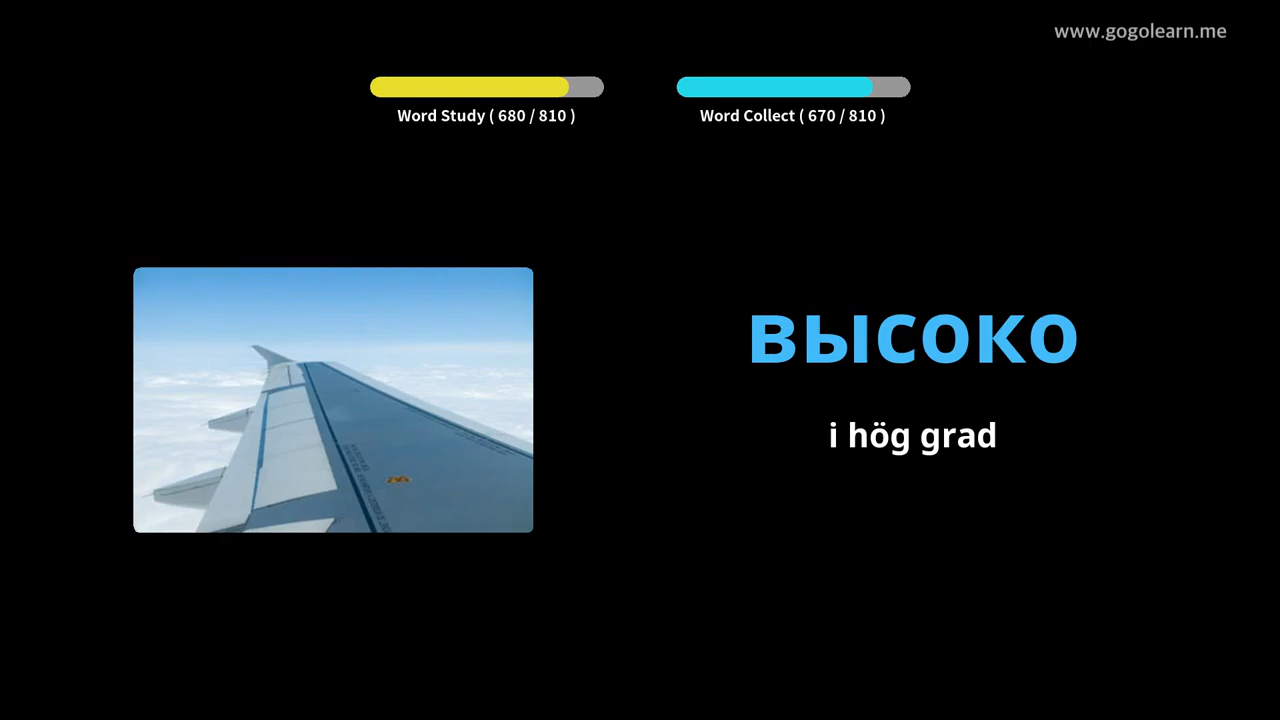 www.gogolearn.me
Word Study ( 680 / 810 )
Word Collect ( 670 / 810 )
высоко
i hög grad